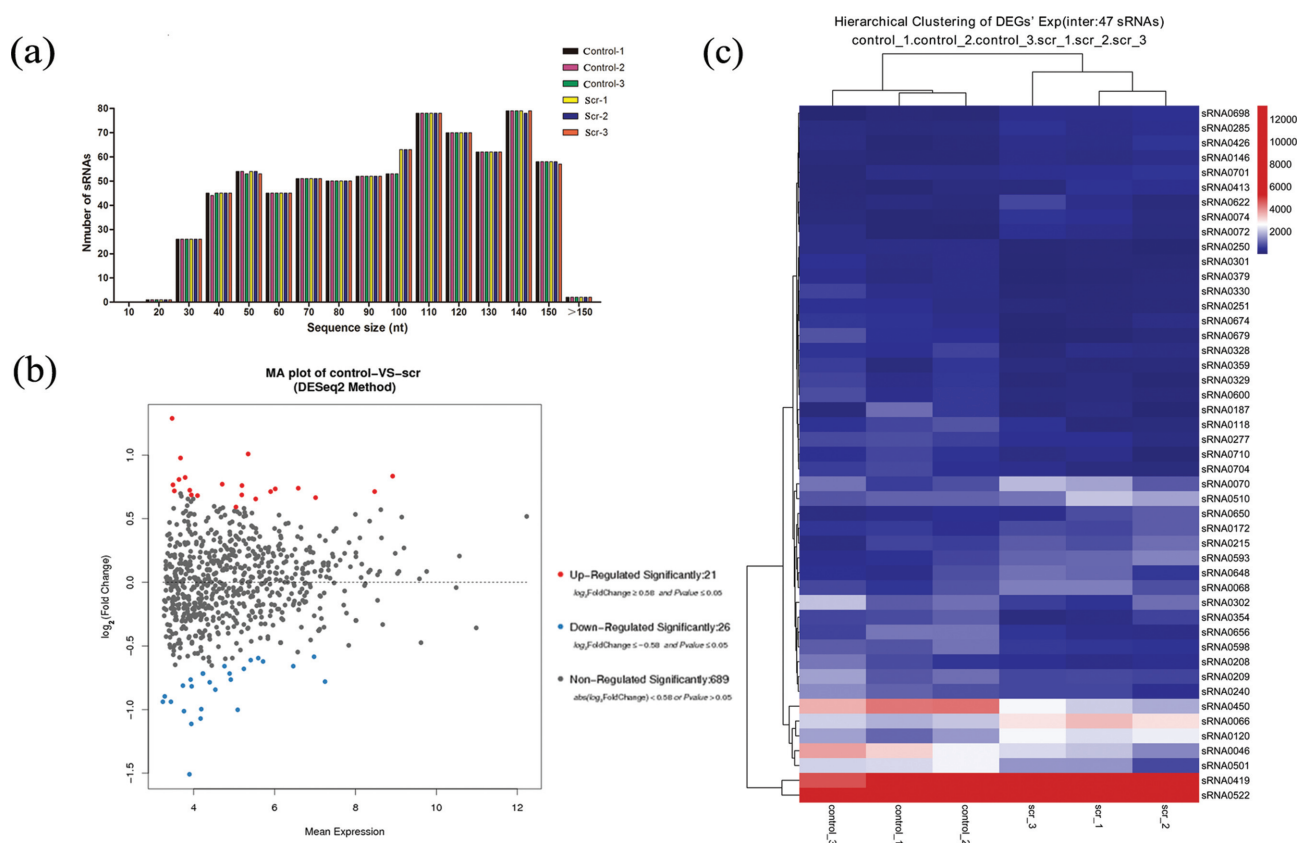 (a)
Control-1
Control-2
Control-3
Scr-1
Scr-2
Scr-3
Nmuber of sRNAs
80
70
60
50
40
30
20
10
0
10 20 30 40 50 60 70 80 90 100 110 120 130 140 150 >150
Sequence size (nt)
(b)
MA plot of control-VS-scr
(DESeq2 Method)
log2(Fold Change)
1.0
0.5
0.0
-0.5
-1.0
-1.5
4 6 8 10 12
Mean Expression
Up-Regulated Significantly:21
log2FoldChange ≥ 0.58 and Pvalue ≤ 0.05
Down-Regulated Significantly:26
log2FoldChange ≤ -0.58 and Pvalue ≤ 0.05
Non-Regulated Significantly:689
abs(log2FoldChange) < 0.58 or Pvalue > 0.05
(c)
Hierarchical Clustering of DEGs' Exp(inter:47 sRNAs)
control_1.control_2.control_3.scr_1.scr_2.scr_3
sRNA0698
sRNA0285
sRNA0426
sRNA0146
sRNA0701
sRNA0413
sRNA0622
sRNA0074
sRNA0072
sRNA0250
sRNA0301
sRNA0379
sRNA0330
sRNA0251
sRNA0674
sRNA0679
sRNA0328
sRNA0359
sRNA0329
sRNA0600
sRNA0187
sRNA0118
sRNA0277
sRNA0710
sRNA0704
sRNA0070
sRNA0510
sRNA0650
sRNA0172
sRNA0215
sRNA0593
sRNA0648
sRNA0068
sRNA0302
sRNA0354
sRNA0656
sRNA0598
sRNA0208
sRNA0209
sRNA0240
sRNA0450
sRNA0066
sRNA0120
sRNA0046
sRNA0501
sRNA0419
sRNA0522
12000
10000
8000
6000
4000
2000
control_3
control_1
control_2
scr_3
scr_1
scr_2